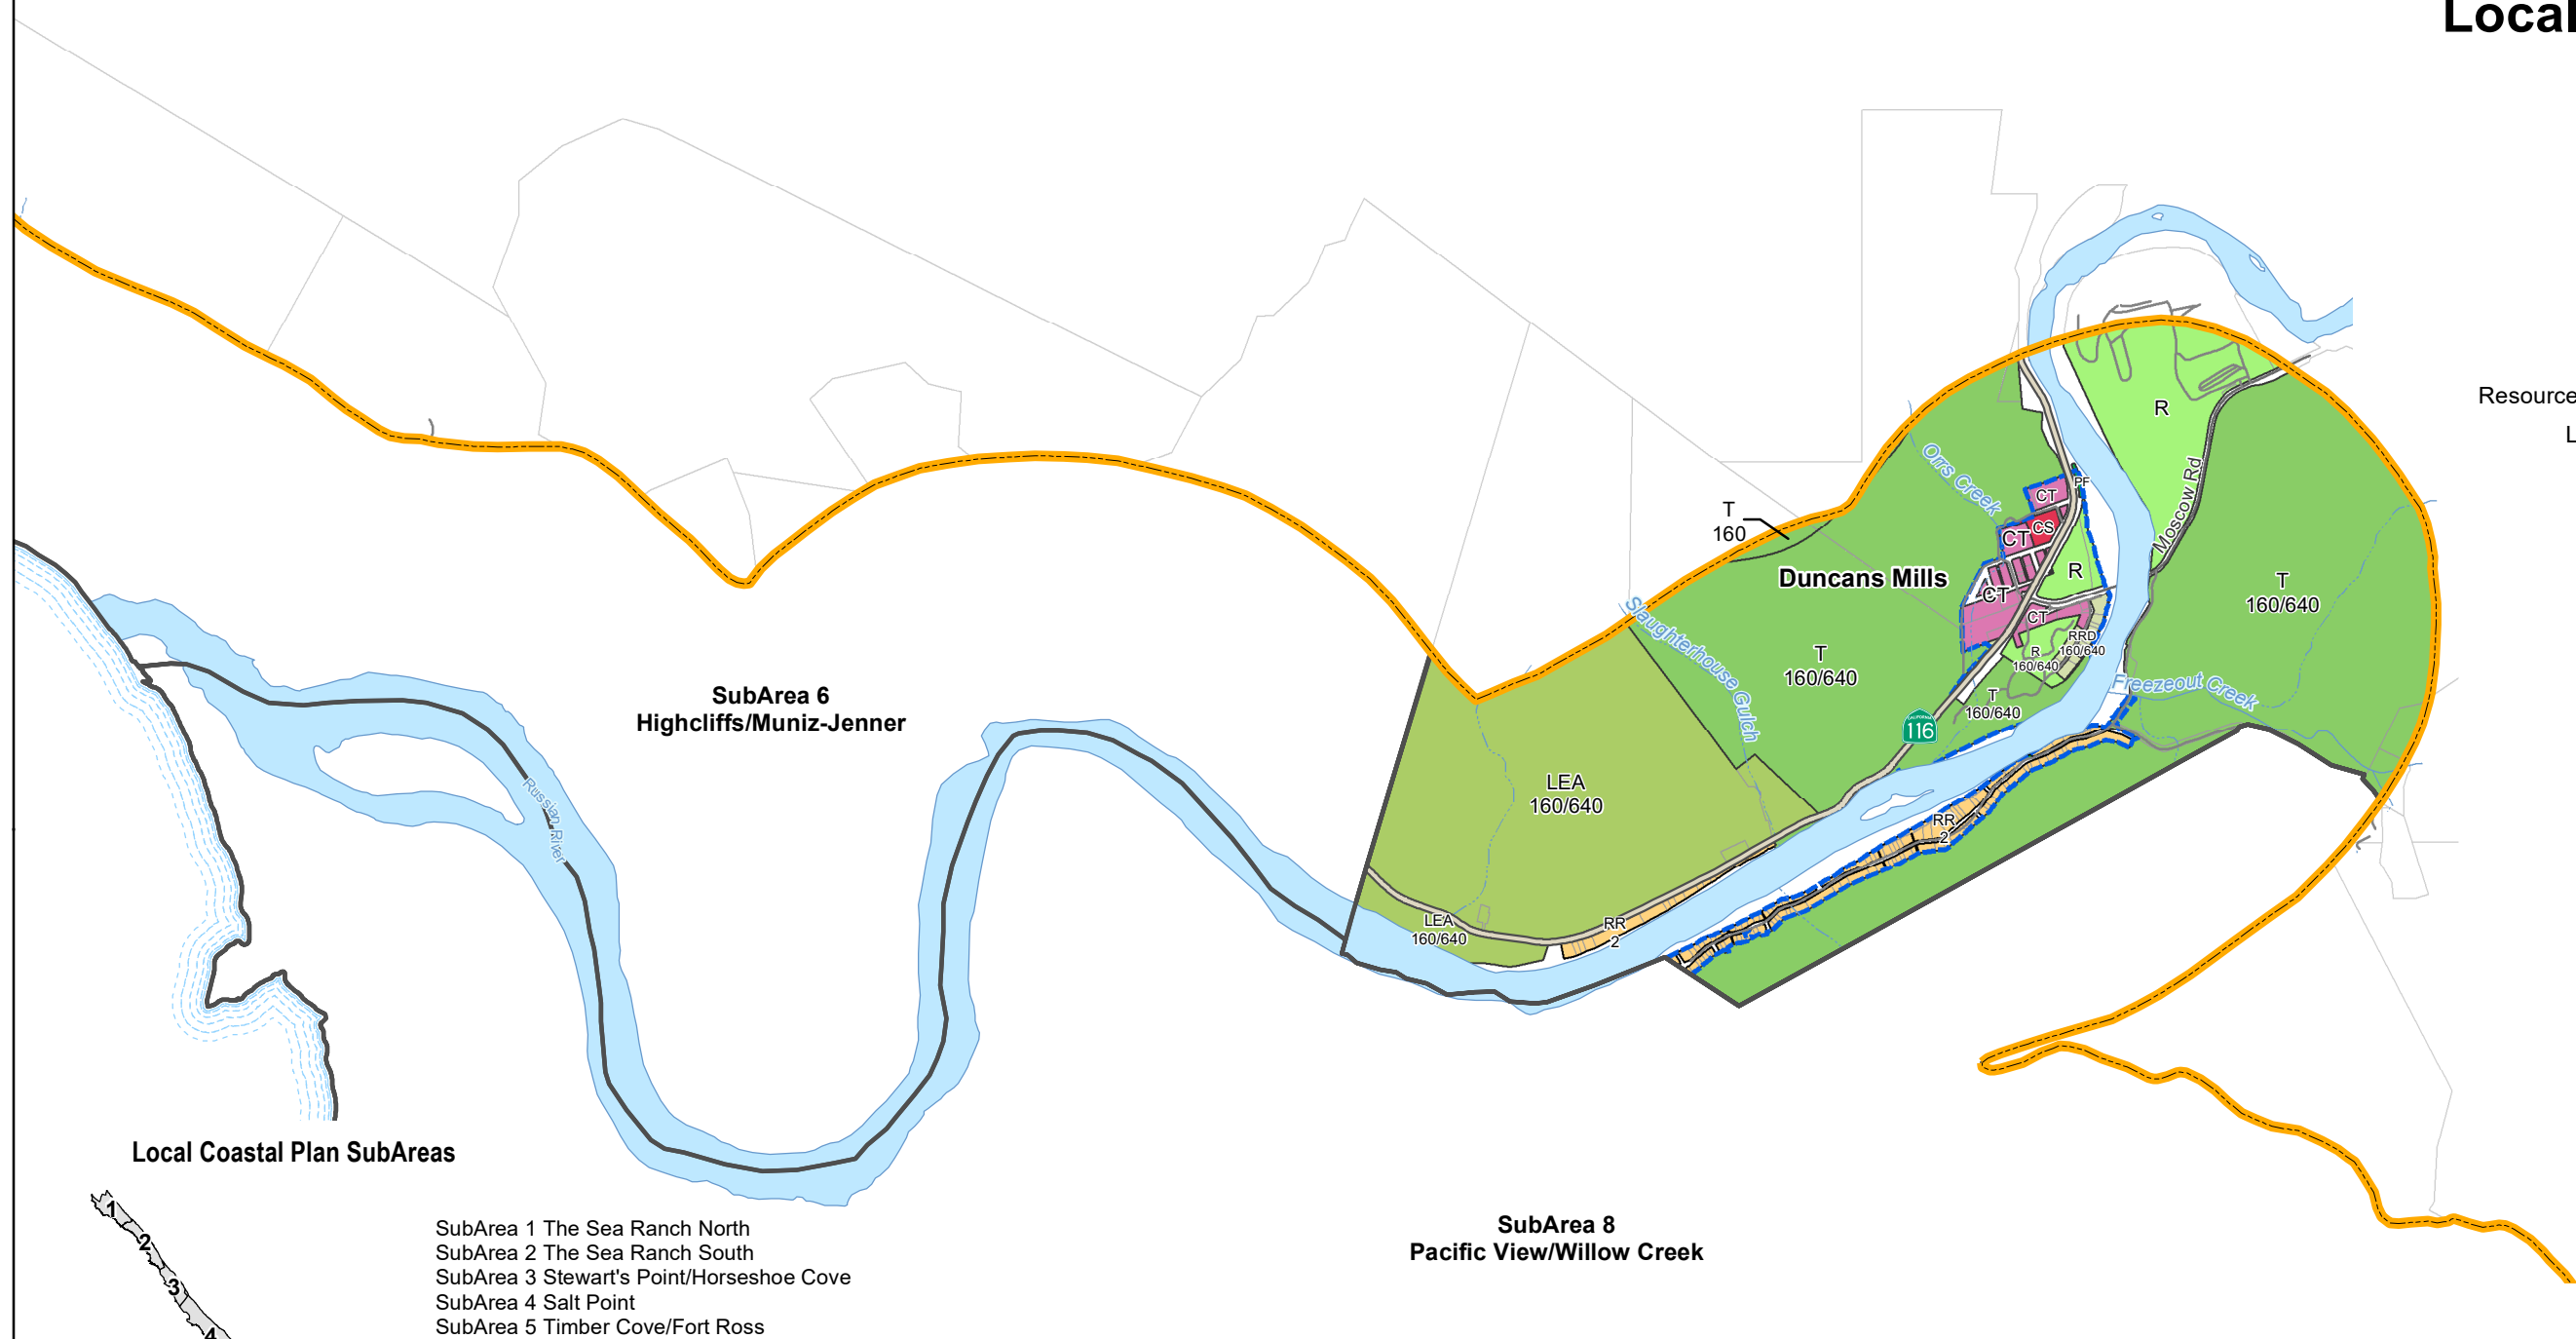 Local
Resource
L
Orrs Creek
R
Moscow Rd
CT
PF
T
160
CT
CS
Duncans Mills
R
CT
T
160/640
Slaughterhouse Gulch
CT
RRD
160/640
R
160/640
T
160/640
Freezeout Creek
T
160/640
CALIFORNIA
116
SubArea 6
Highcliffs/Muniz-Jenner
Russian River
LEA
160/640
RR
2
LEA
160/640
RR
2
Local Coastal Plan SubAreas
1
2
3
4
SubArea 1 The Sea Ranch North
SubArea 2 The Sea Ranch South
SubArea 3 Stewart's Point/Horseshoe Cove
SubArea 4 Salt Point
SubArea 5 Timber Cove/Fort Ross
SubArea 8
Pacific View/Willow Creek